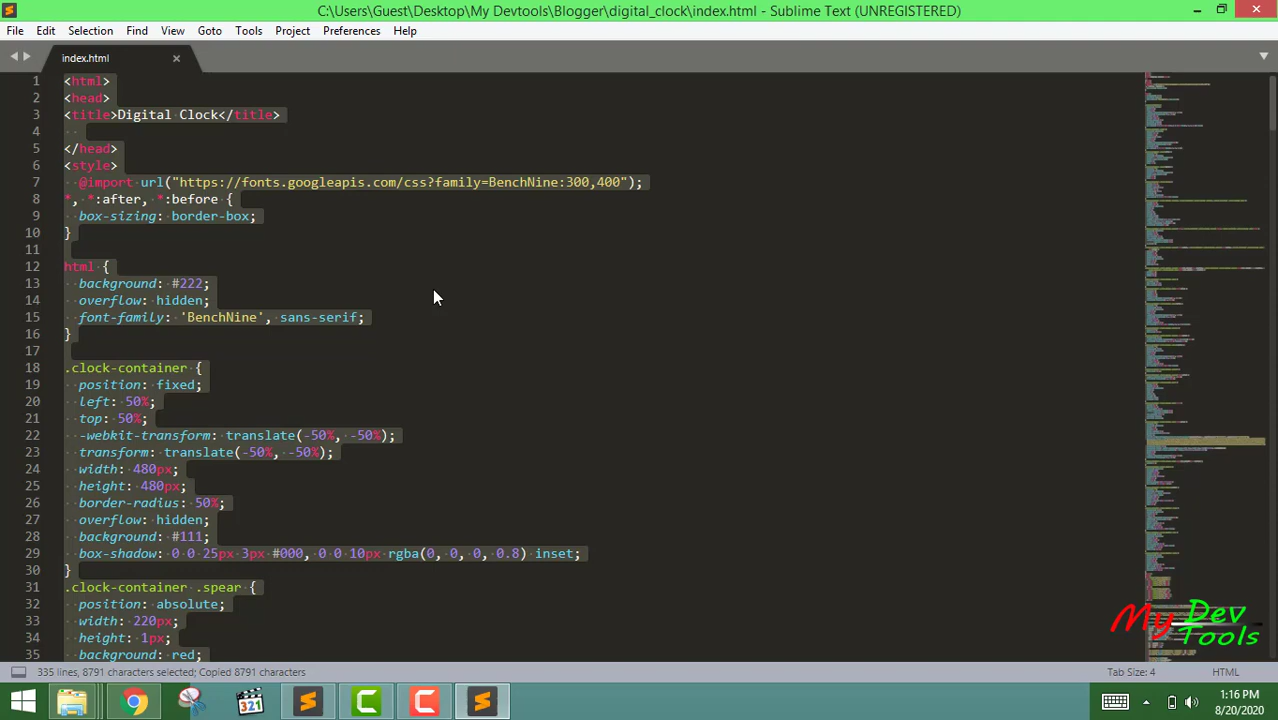 C:\Users\Guest\Desktop\My Devtools\Blogger\digital_clock\index.html - Sublime Text (UNREGISTERED)
File Edit Selection Find View Goto Tools Project Preferences Help
index.html
1 <html>
2 <head>
3 <title>Digital Clock</title>
4
5 </head>
6 <style>
7 @import url("https://fonts.googleapis.com/css?family=BenchNine:300,400");
8 *, *:after, *:before {
9 box-sizing: border-box;
10 }
11
12 html {
13 background: #222;
14 overflow: hidden;
15 font-family: 'BenchNine', sans-serif;
16 }
17
18 .clock-container {
19 position: fixed;
20 left: 50%;
21 top: 50%;
22 -webkit-transform: translate(-50%, -50%);
23 transform: translate(-50%, -50%);
24 width: 480px;
25 height: 480px;
26 border-radius: 50%;
27 overflow: hidden;
28 background: #111;
29 box-shadow: 0 0 25px 3px #000, 0 0 10px rgba(0, 0, 0, 0.8) inset;
30 }
31 .clock-container .spear {
32 position: absolute;
33 width: 220px;
34 height: 1px;
35 background: red;
My Dev
Tools
335 lines, 8791 characters selected; Copied 8791 characters
Tab Size: 4 HTML
321
1:16 PM
8/20/2020